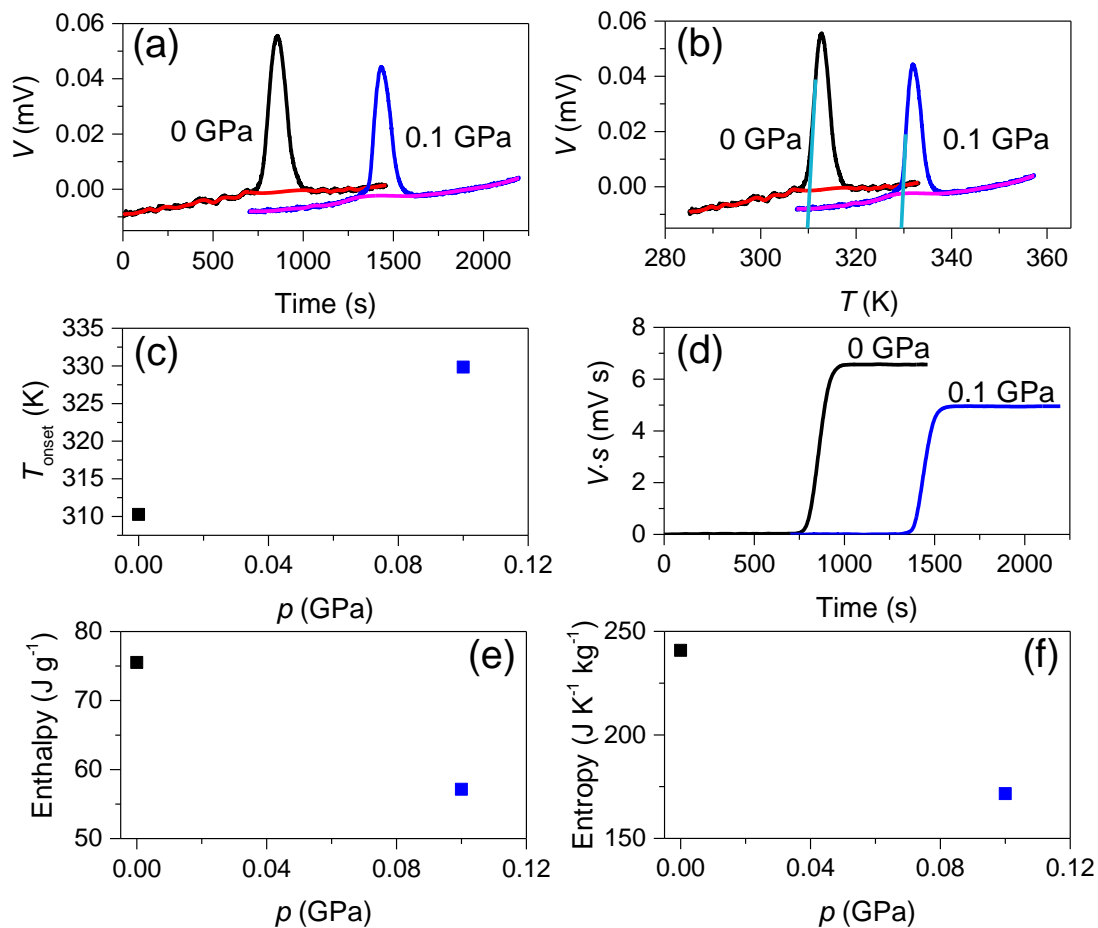 (a)
0.06
0.04
0.02
0.00
V (mV)
0 GPa
0.1 GPa
0 500 1000 1500 2000
Time (s)
(b)
0.06
0.04
0.02
0.00
V (mV)
0 GPa
0.1 GPa
280 300 320 340 360
T (K)
(c)
335
330
325
320
315
310
Tonset (K)
0.00 0.04 0.08 0.12
p (GPa)
(d)
8
6
4
2
0
V·s (mV s)
0 GPa
0.1 GPa
0 500 1000 1500 2000
Time (s)
(e)
80
70
60
50
Enthalpy (J g-1)
0.00 0.04 0.08 0.12
p (GPa)
(f)
250
200
150
Entropy (J K-1 kg-1)
0.00 0.04 0.08 0.12
p (GPa)